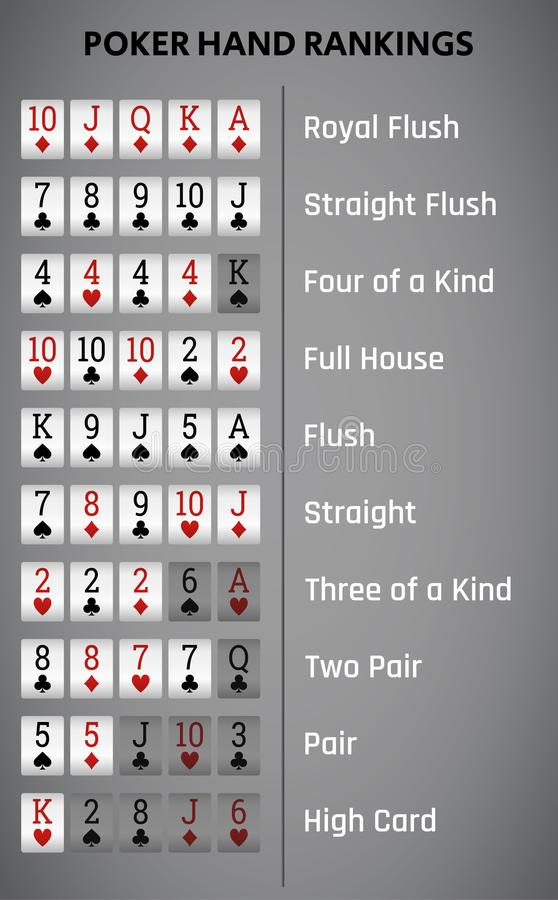 POKER HAND RANKINGS
10 J Q K A Royal Flush
7 8 9 10 J Straight Flush
4 4 4 4 K Four of a Kind
10 10 10 2 2 Full House
K 9 J 5 A Flush
dreamstime.com
7 8 9 10 J Straight
2 2 2 6 A Three of a Kind
8 8 7 7 Q Two Pair
5 5 J 10 3 Pair
K 2 8 J 6 High Card